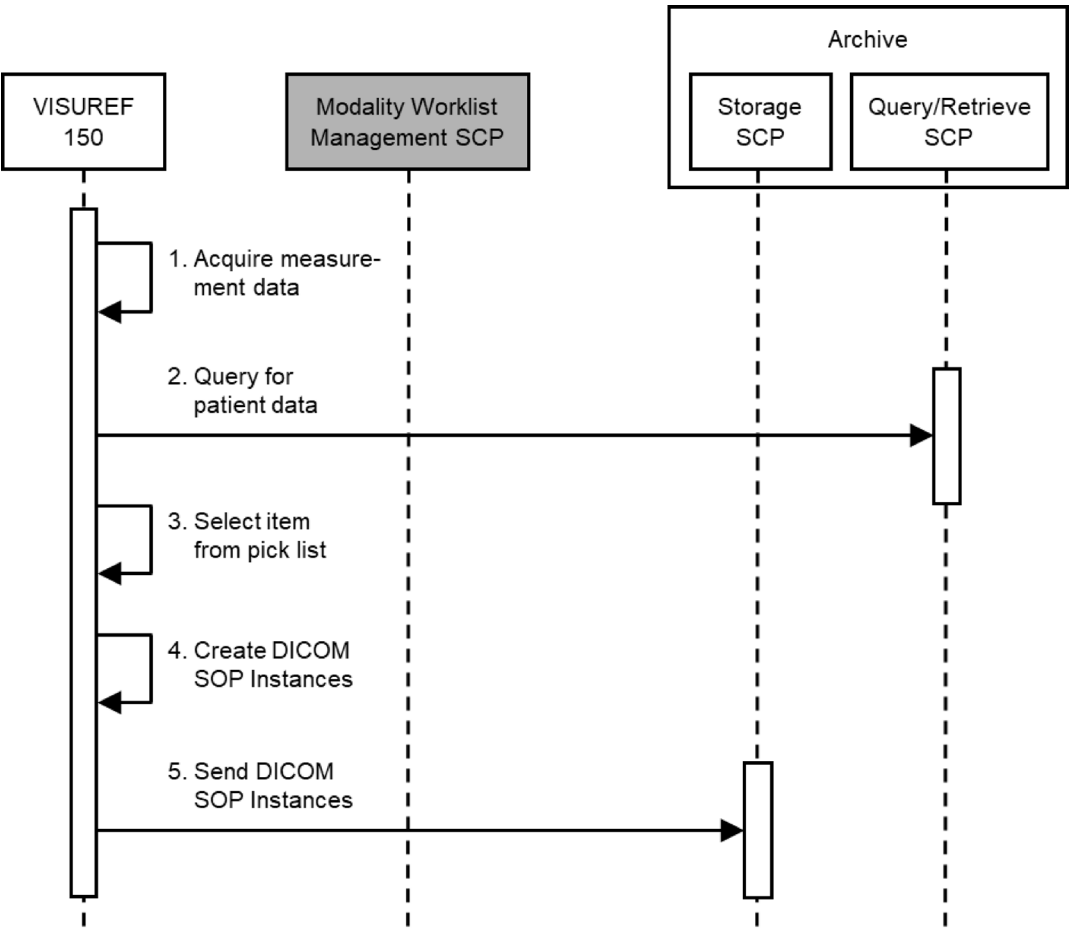 Archive
VISUREF
150
Modality Worklist
Management SCP
Storage
SCP
Query/Retrieve
SCP
1. Acquire measure-
ment data
2. Query for
patient data
3. Select item
from pick list
4. Create DICOM
SOP Instances
5. Send DICOM
SOP Instances